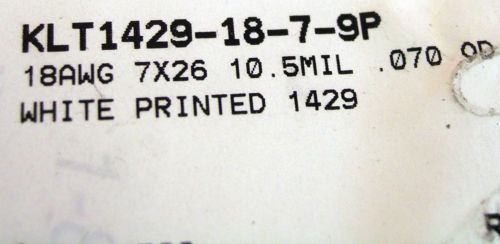 KLT1429-18-7-9P
18AWG 7X26 10.5MIL .070 OD
WHITE PRINTED 1429